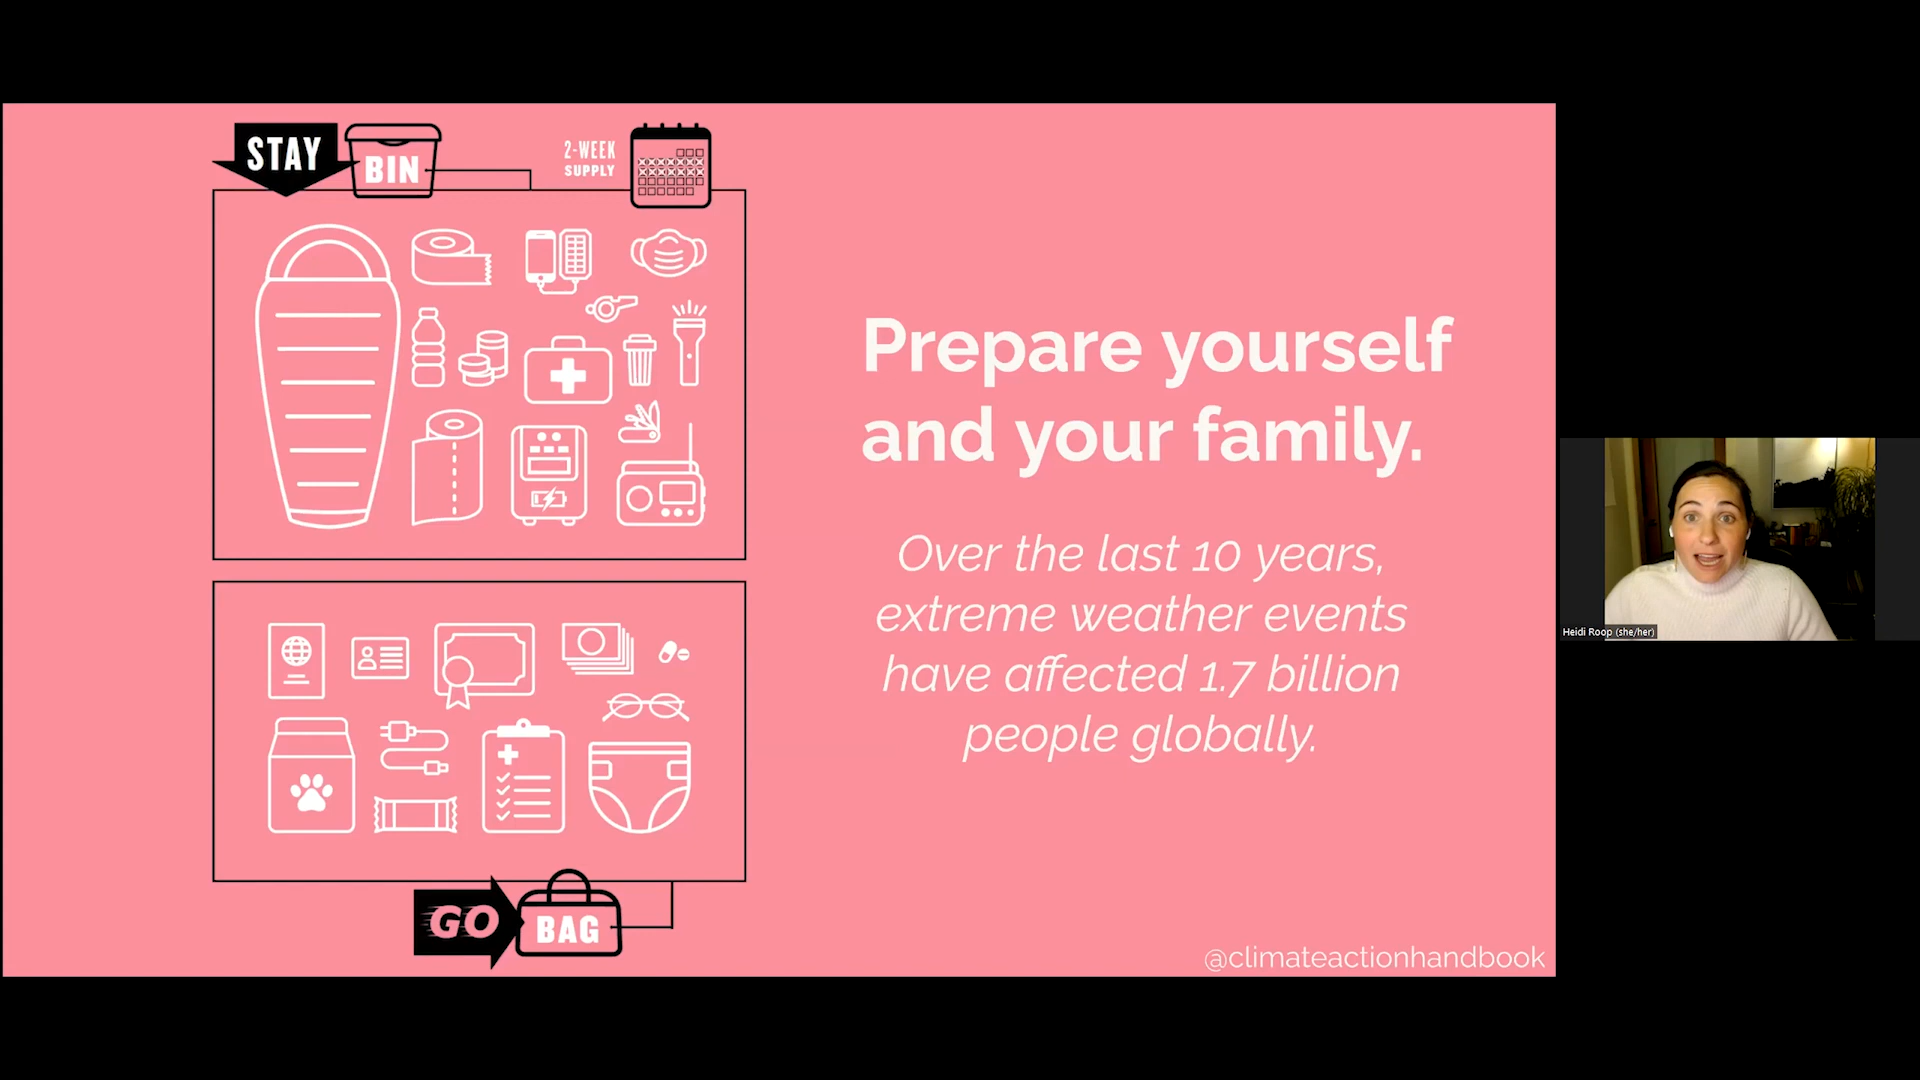 STAY
BIN
2-WEEK
SUPPLY
Prepare yourself
and your family.
Over the last 10 years,
extreme weather events
have affected 1.7 billion
people globally.
GO
BAG
@climateactionhandbook
Heidi Roop (she/her)